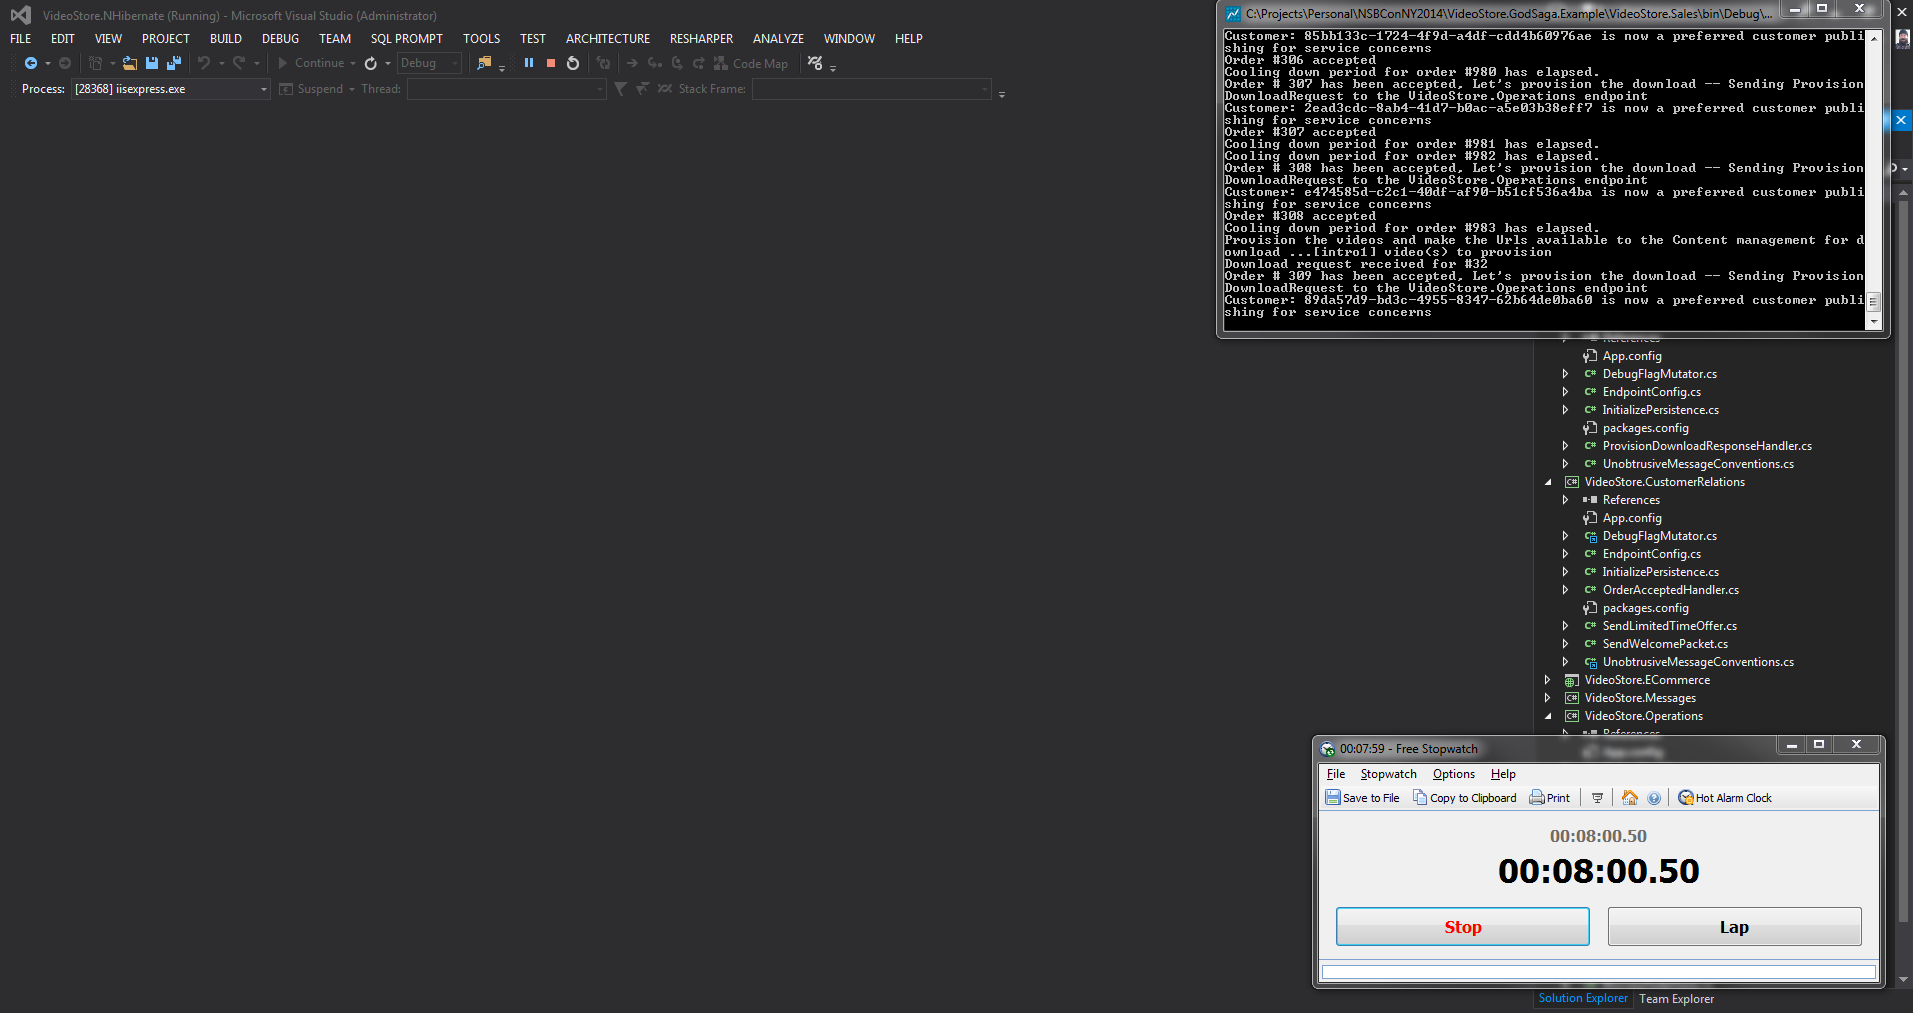 VideoStore.NHibernate (Running) - Microsoft Visual Studio (Administrator)
FILE EDIT VIEW PROJECT BUILD DEBUG TEAM SQL PROMPT TOOLS TEST ARCHITECTURE RESHARPER ANALYZE WINDOW HELP
Continue Debug Code Map
Process: [28368] iisexpress.exe Suspend Thread: Stack Frame:
C:\Projects\Personal\NSBConNY2014\VideoStore.GodSaga.Example\VideoStore.Sales\bin\Debug\...
Customer: 85bb133c-1724-4f9d-a4df-cdd4b60976ae is now a preferred customer publi
shing for service concerns
Order #306 accepted
Cooling down period for order #980 has elapsed.
Order # 307 has been accepted, Let's provision the download -- Sending Provision
DownloadRequest to the VideoStore.Operations endpoint
Customer: 2ead3cdc-8ab4-41d7-b0ac-a5e03b38eff7 is now a preferred customer publi
shing for service concerns
Order #307 accepted
Cooling down period for order #981 has elapsed.
Cooling down period for order #982 has elapsed.
Order # 308 has been accepted, Let's provision the download -- Sending Provision
DownloadRequest to the VideoStore.Operations endpoint
Customer: e474585d-c2c1-40df-af90-b51cf536a4ba is now a preferred customer publi
shing for service concerns
Order #308 accepted
Cooling down period for order #983 has elapsed.
Provision the videos and make the Urls available to the Content management for d
ownload ...[intro1] video(s) to provision
Download request received for #32
Order # 309 has been accepted, Let's provision the download -- Sending Provision
DownloadRequest to the VideoStore.Operations endpoint
Customer: 89da57d9-bd3c-4955-8347-62b64de0ba60 is now a preferred customer publi
shing for service concerns
References
App.config
DebugFlagMutator.cs
EndpointConfig.cs
InitializePersistence.cs
packages.config
ProvisionDownloadResponseHandler.cs
UnobtrusiveMessageConventions.cs
VideoStore.CustomerRelations
References
App.config
DebugFlagMutator.cs
EndpointConfig.cs
InitializePersistence.cs
OrderAcceptedHandler.cs
packages.config
SendLimitedTimeOffer.cs
SendWelcomePacket.cs
UnobtrusiveMessageConventions.cs
VideoStore.ECommerce
VideoStore.Messages
VideoStore.Operations
References
App.config
00:07:59 - Free Stopwatch
File Stopwatch Options Help
Save to File Copy to Clipboard Print Hot Alarm Clock
00:08:00.50
00:08:00.50
Stop Lap
Solution Explorer Team Explorer